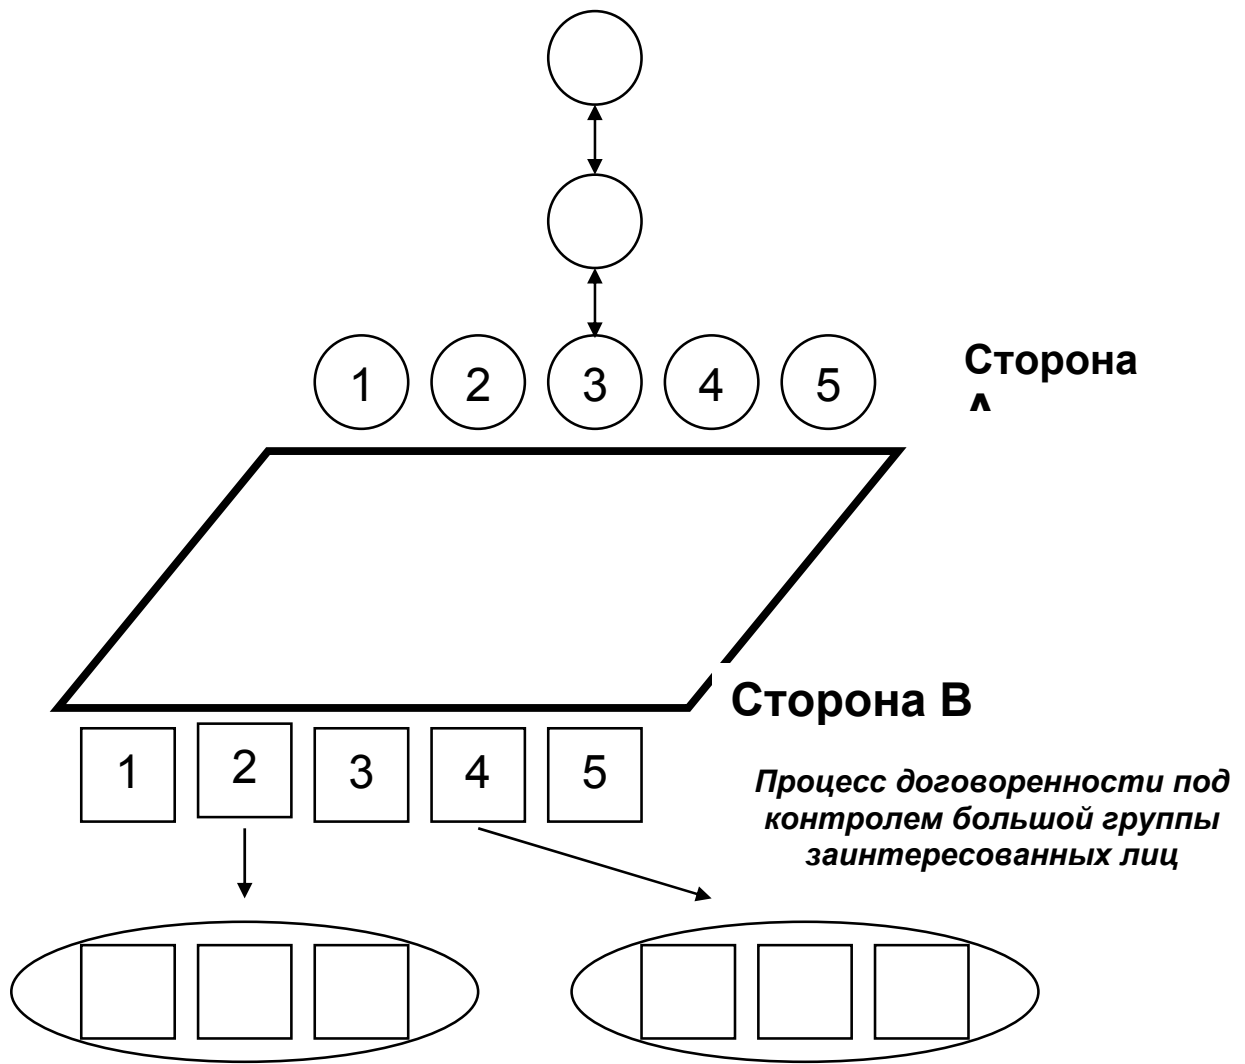 1 2 3 4 5
Сторона
А
Сторона В
1 2 3 4 5
Процесс договоренности под
контролем большой группы
заинтересованных лиц